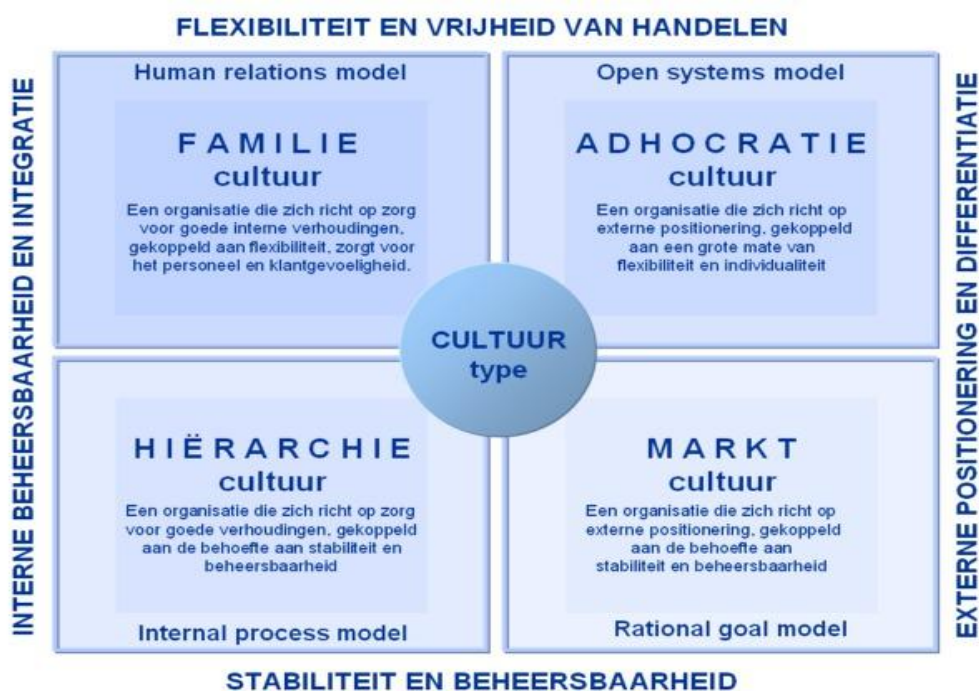 FLEXIBILITEIT EN VRIJHEID VAN HANDELEN
INTERNE BEHEERSBAARHEID EN INTEGRATIE
Human relations model
FAMILIE
cultuur
Een organisatie die zich richt op zorg
voor goede interne verhoudingen,
gekoppeld aan flexibiliteit, zorgt voor
het personeel en klantgevoeligheid.
Open systems model
ADHOCRATIE
cultuur
Een organisatie die zich richt op
externe positionering, gekoppeld
aan een grote mate van
flexibiliteit en individualiteit
EXTERNE POSITIONERING EN DIFFERENTIATIE
CULTUUR
type
HIËRARCHIE
cultuur
Een organisatie die zich richt op zorg
voor goede verhoudingen, gekoppeld
aan de behoefte aan stabiliteit en
beheersbaarheid
Internal process model
MARKT
cultuur
Een organisatie die zich richt op
externe positionering, gekoppeld
aan de behoefte aan
stabiliteit en beheersbaarheid
Rational goal model
STABILITEIT EN BEHEERSBAARHEID